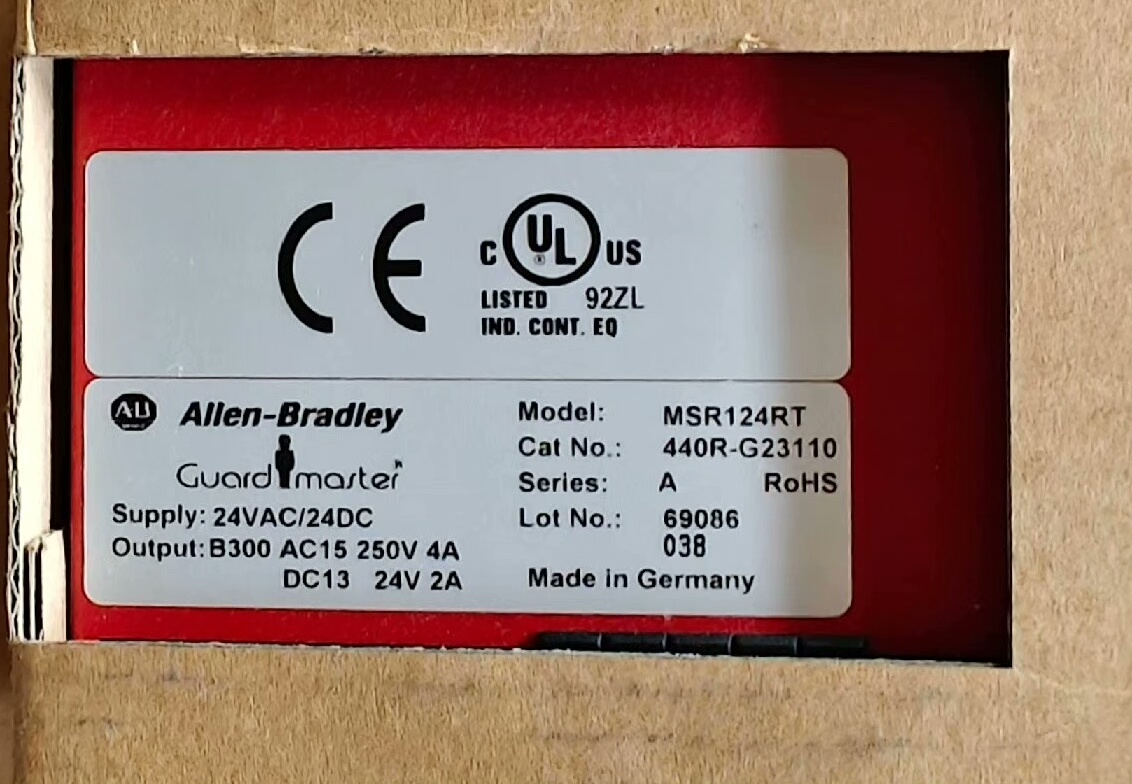 CE
C UL® US
LISTED 92ZL
IND. CONT. EQ
AB Allen-Bradley
Guardmaster
Supply: 24VAC/24DC
Output: B300 AC15 250V 4A
DC13 24V 2A
Model: MSR124RT
Cat No.: 440R-G23110
Series: A RoHS
Lot No.: 69086
038
Made in Germany